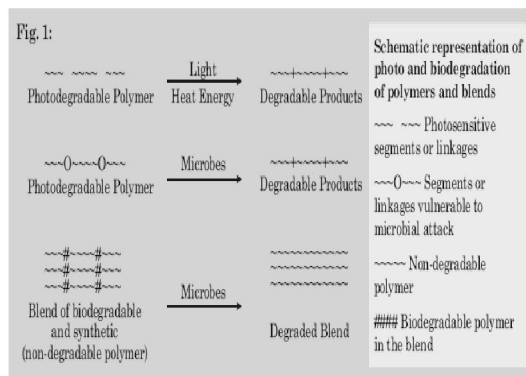 Fig. 1:
~~~ ~~~~ ~~~
Photodegradable Polymer
Light
Heat Energy
~~~+~~~~+~~~
Degradable Products
~~~O~~~~O~~~
Photodegradable Polymer
Microbes
~~~+~~~~+~~~
Degradable Products
~~~#~~~~#~~~
~~~#~~~~#~~~
~~~#~~~~#~~~
Blend of biodegradable
and synthetic
(non-degradable polymer)
Microbes
~~~~~~~~~~~~
~~~~~~~~~~~~
~~~~~~~~~~~~
Degraded Blend
Schematic representation of
photo and biodegradation
of polymers and blends
~~~ ~~~ Photosensitive
segments or linkages
~~~O~~~ Segments or
linkages vulnerable to
microbial attack
~~~~~ Non-degradable
polymer
#### Biodegradable polymer
in the blend